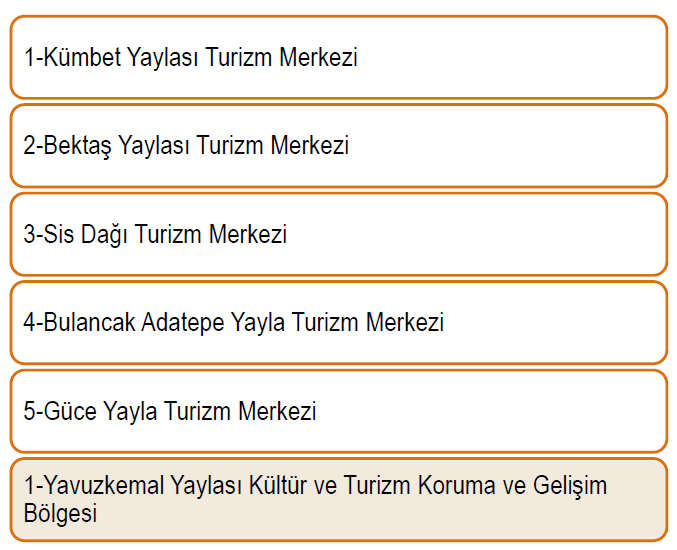 1-Kümbet Yaylası Turizm Merkezi
2-Bektaş Yaylası Turizm Merkezi
3-Sis Dağı Turizm Merkezi
4-Bulancak Adatepe Yayla Turizm Merkezi
5-Güce Yayla Turizm Merkezi
1-Yavuzkemal Yaylası Kültür ve Turizm Koruma ve Gelişim
Bölgesi